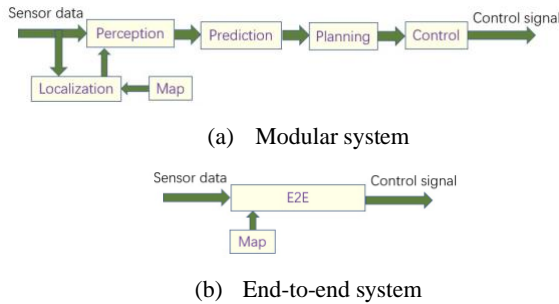 Sensor data
Control signal
Perception
Prediction
Planning
Control
Localization
Map
(a) Modular system
Sensor data
Control signal
E2E
Map
(b) End-to-end system